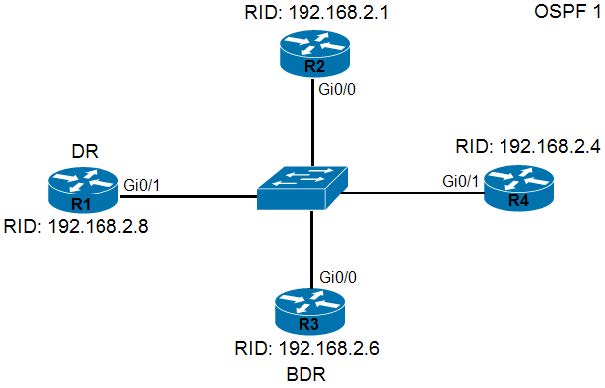 RID: 192.168.2.1
OSPF 1
R2
Gi0/0
DR
Gi0/1
R1
RID: 192.168.2.8
RID: 192.168.2.4
Gi0/1
R4
Gi0/0
R3
RID: 192.168.2.6
BDR